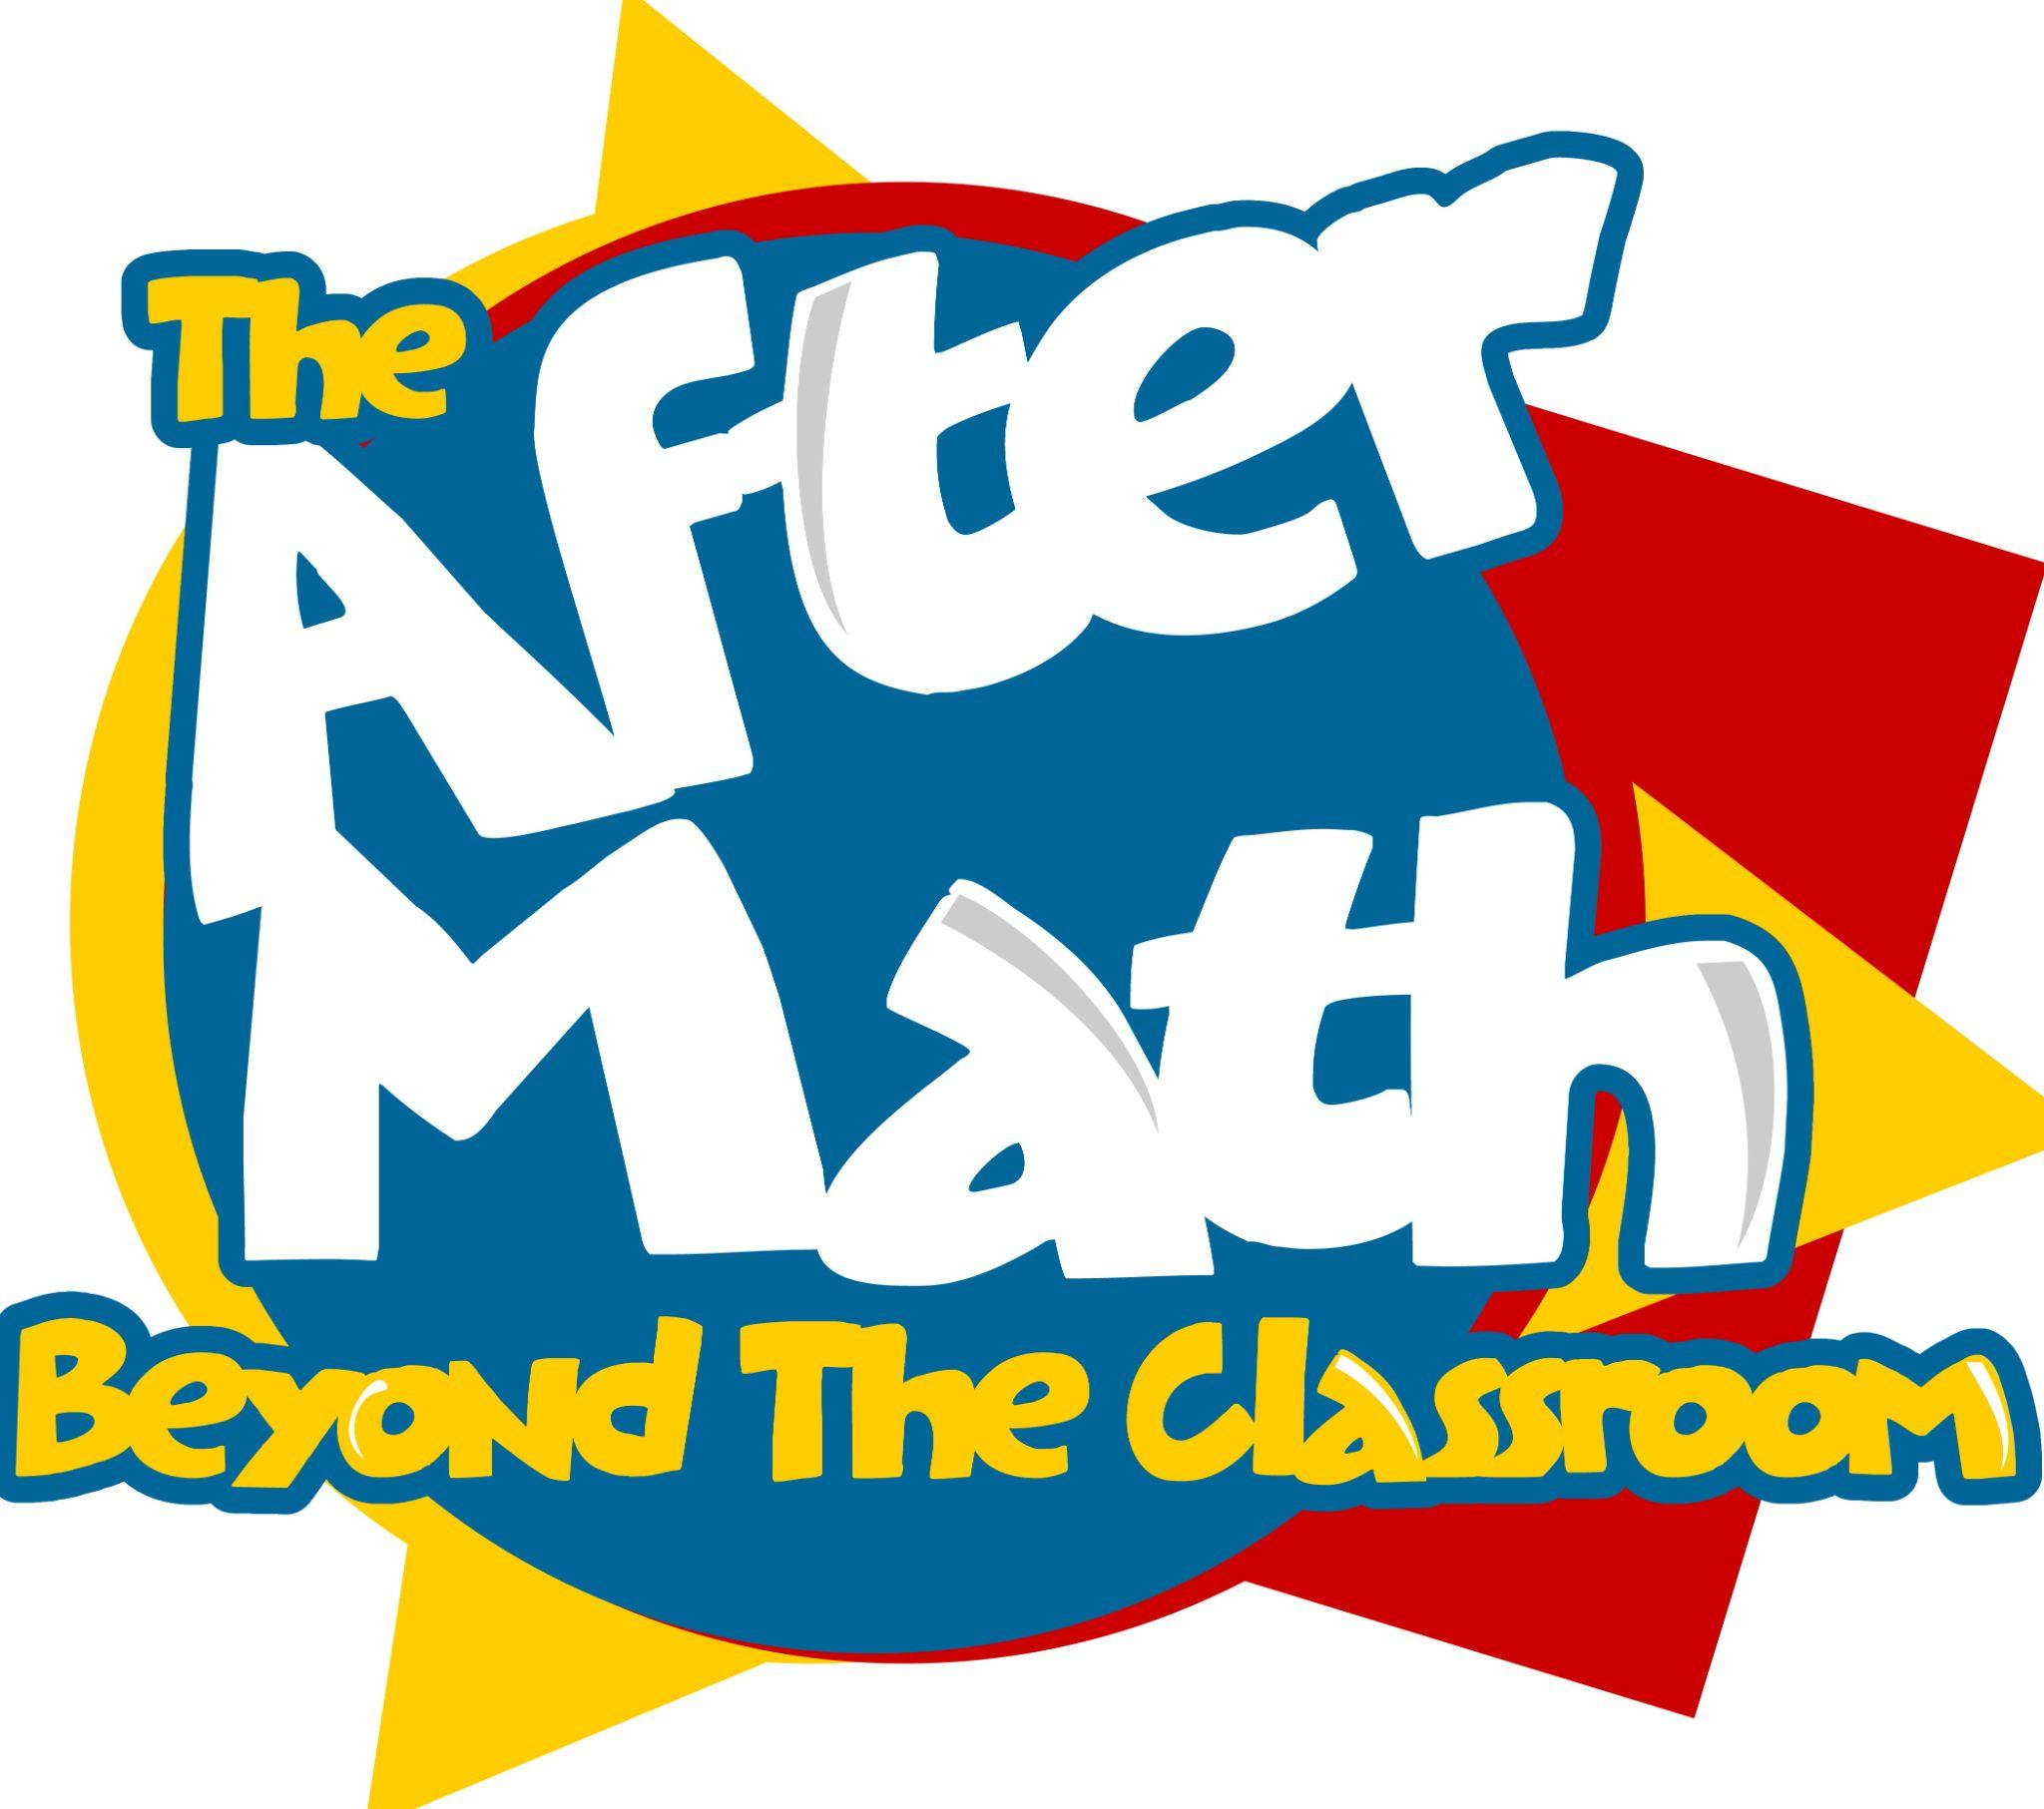 The
After
Math
Beyond The Classroom